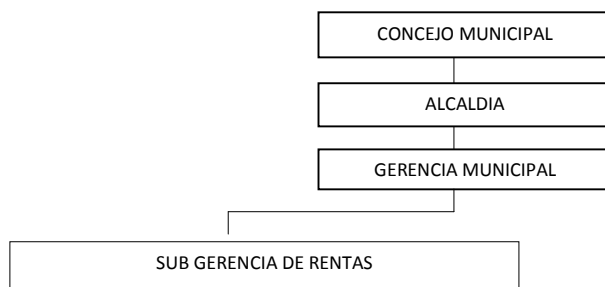 CONCEJO MUNICIPAL
ALCALDIA
GERENCIA MUNICIPAL
SUB GERENCIA DE RENTAS